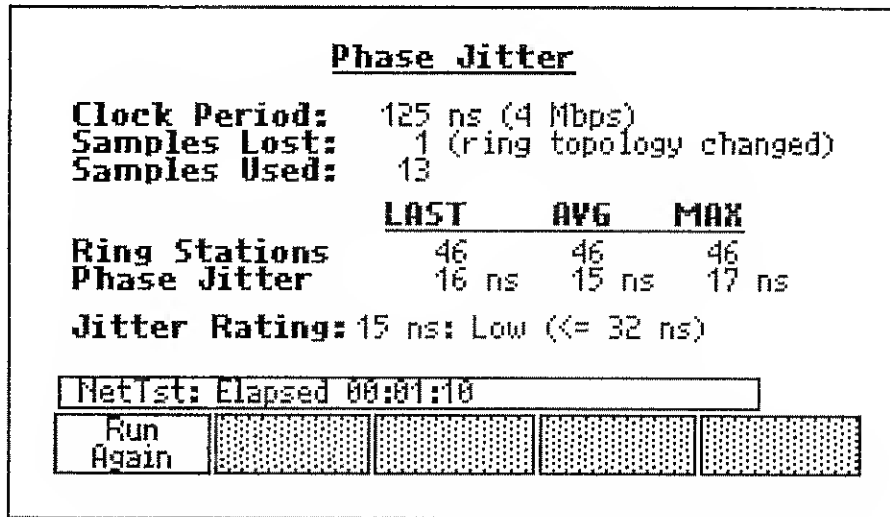 Phase Jitter
Clock Period: 125 ns (4 Mbps)
Samples Lost: 1 (ring topology changed)
Samples Used: 13
LAST AVG MAX
Ring Stations 46 46 46
Phase Jitter 16 ns 15 ns 17 ns
Jitter Rating: 15 ns: Low (<= 32 ns)
NetTst: Elapsed 00:01:10
Run
Again